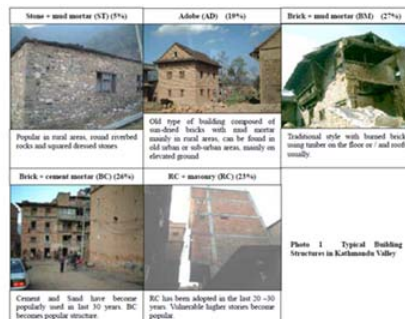 Stone + mud mortar (ST) (5%)
Adobe (AD) (19%)
Brick + mud mortar (BM) (27%)
Popular in rural areas, round riverbed
rocks and squared dressed stones
Old type of building composed of
sun-dried bricks with mud mortar
mainly in rural areas, can be found in
old urban or sub-urban areas, mainly on
elevated ground
Traditional style with burned brick
using timber on the floor or / and roof
usually.
Brick + cement mortar (BC) (26%)
RC + masonry (RC) (23%)
Cement and Sand have become
popularly used in last 30 years. BC
becomes popular structure.
RC has been adopted in the last 20 –30
years. Vulnerable higher stories become
popular
Photo 1 Typical Building
Structures in Kathmandu Valley